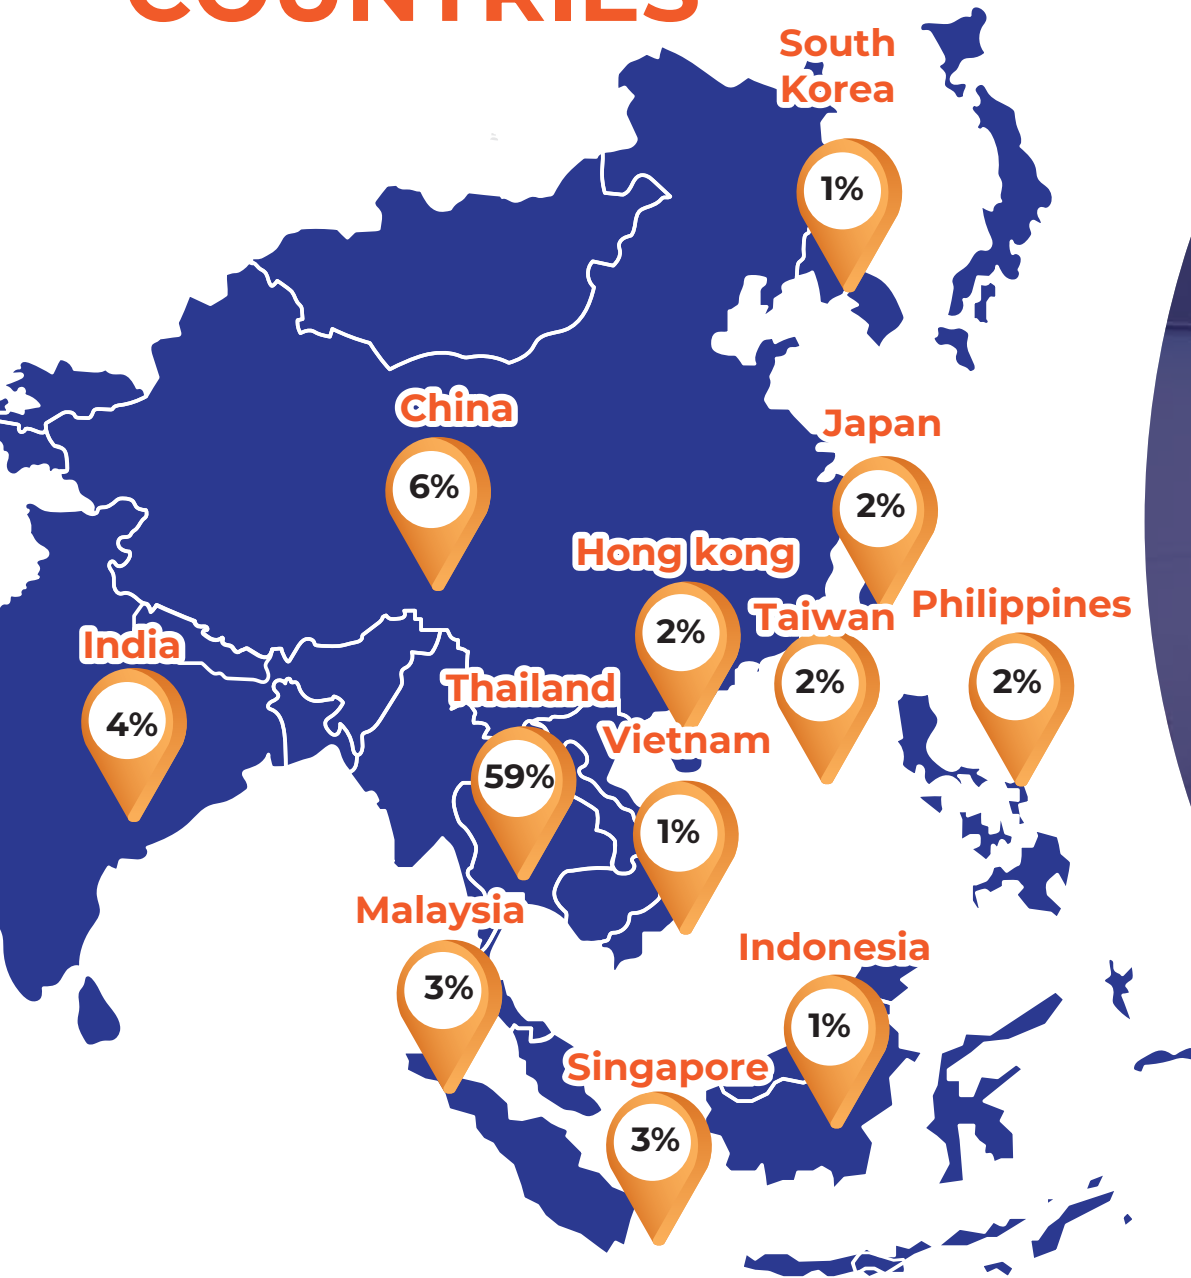 COUNTRIES
South
Korea
1%
China
6%
Japan
2%
Hong kong
2%
Taiwan
2%
Philippines
2%
India
4%
Thailand
59%
Vietnam
1%
Malaysia
3%
Indonesia
1%
Singapore
3%